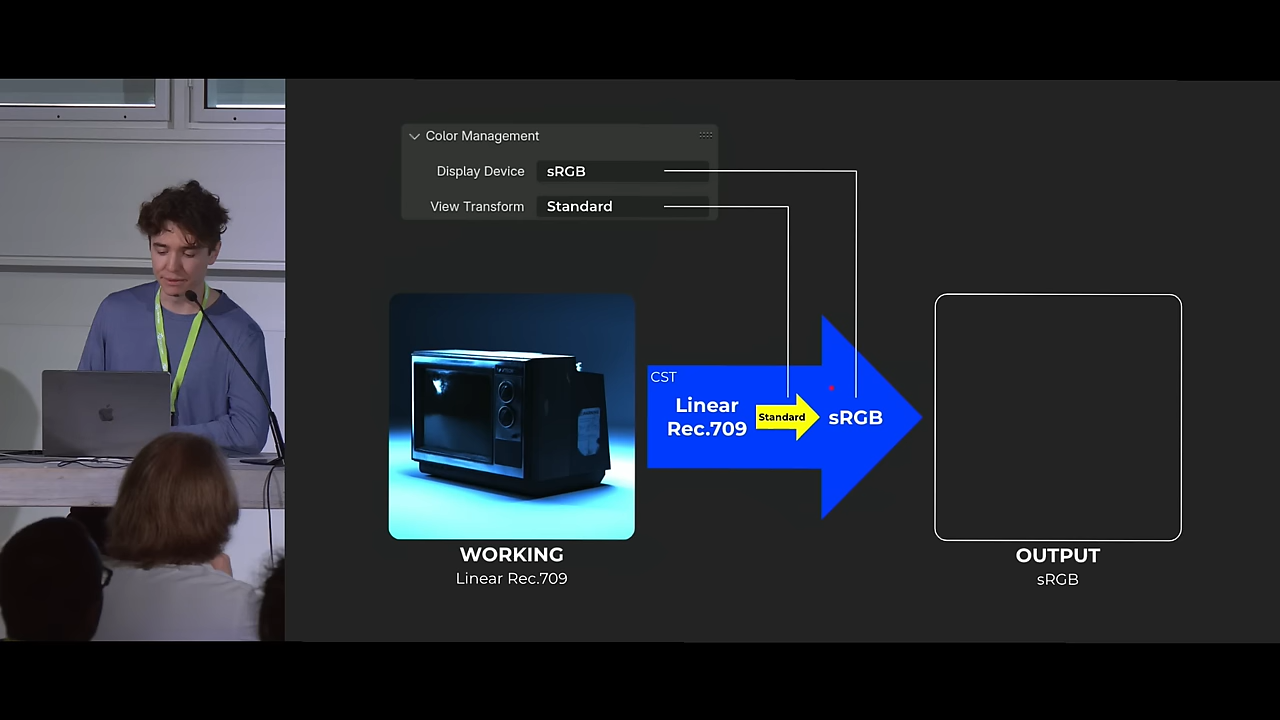 Color Management
Display Device sRGB
View Transform Standard
CST
Linear
Rec.709
Standard
sRGB
WORKING
Linear Rec.709
OUTPUT
sRGB